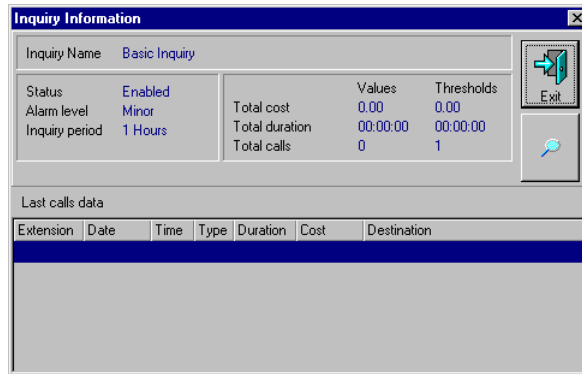 Inquiry Information
Inquiry Name Basic Inquiry
Status Enabled
Alarm level Minor
Inquiry period 1 Hours
Values Thresholds
Total cost 0.00 0.00
Total duration 00:00:00 00:00:00
Total calls 0 1
Exit
Last calls data
Extension Date Time Type Duration Cost Destination